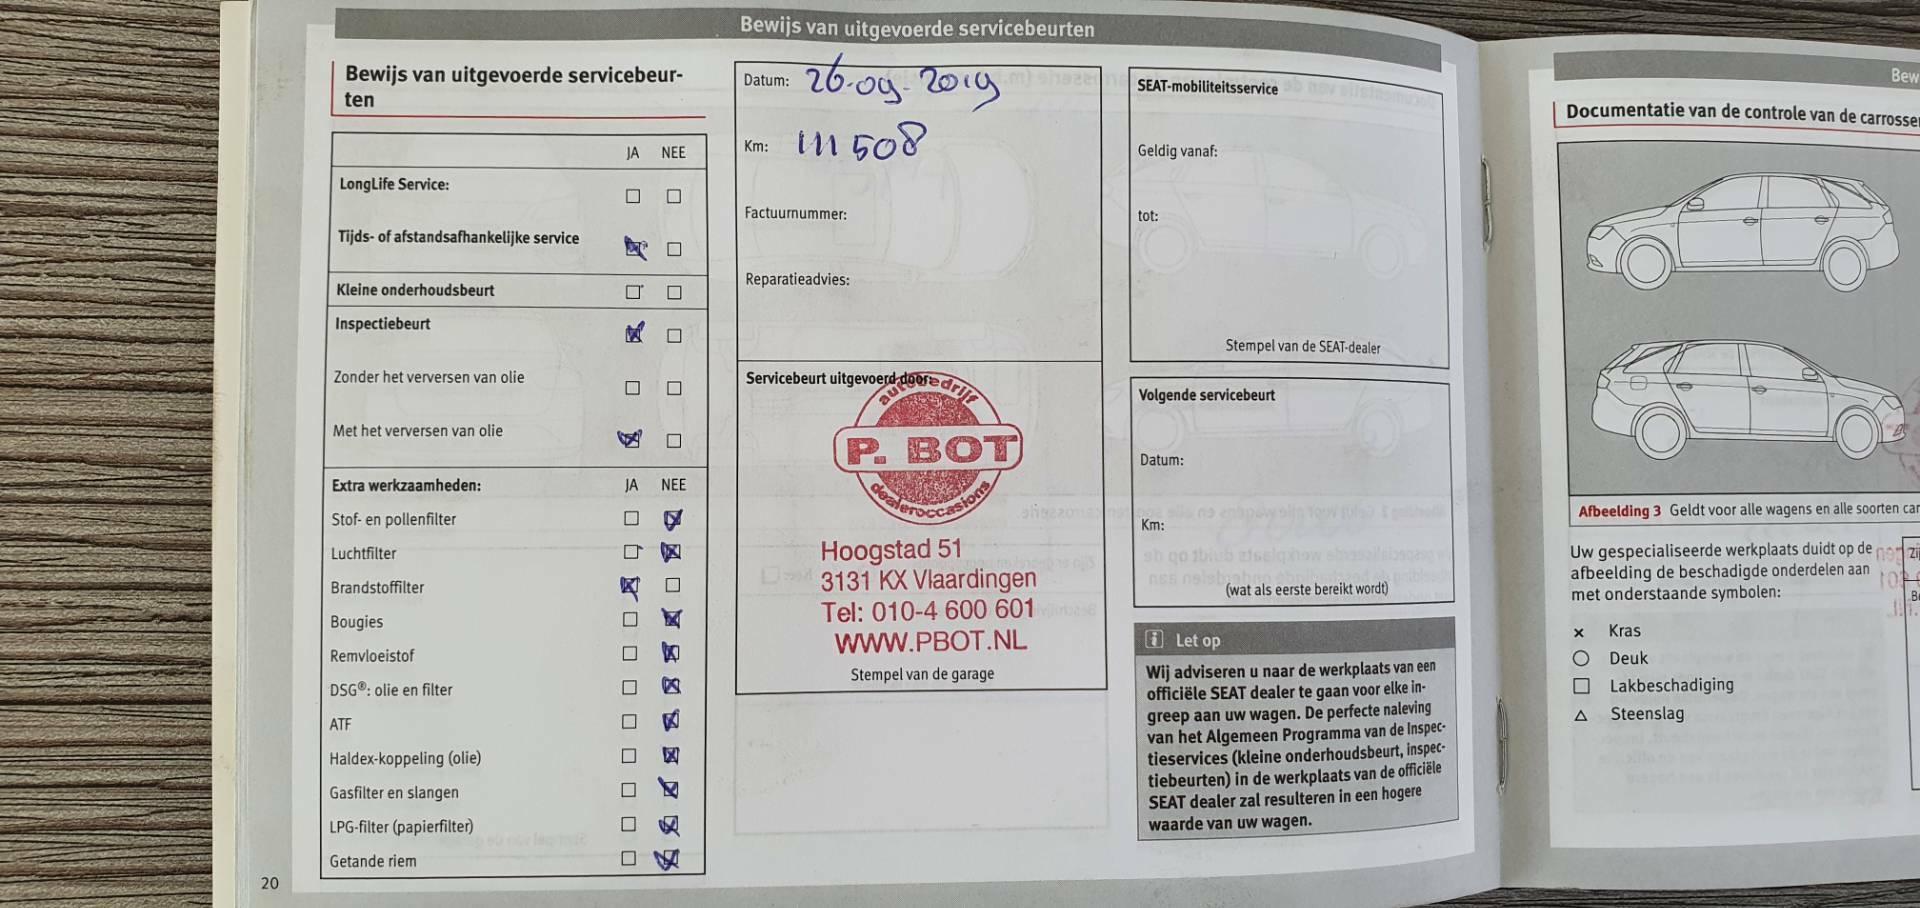 Bewijs van uitgevoerde servicebeurten
Bewijs van uitgevoerde servicebeur-
ten
JA NEE
LongLife Service:
Tijds- of afstandsafhankelijke service
Kleine onderhoudsbeurt
Inspectiebeurt
Zonder het verversen van olie
Met het verversen van olie
Extra werkzaamheden: JA NEE
Stof- en pollenfilter
Luchtfilter
Brandstoffilter
Bougies
Remvloeistof
DSG®: olie en filter
ATF
Haldex-koppeling (olie)
Gasfilter en slangen
LPG-filter (papierfilter)
Getande riem
20
Datum: 26-09-2019
Km: 111 508
Factuurnummer:
Reparatieadvies:
Servicebeurt uitgevoerd door:
autobedrijf
P. BOT
dealeroccasions
Hoogstad 51
3131 KX Vlaardingen
Tel: 010-4 600 601
WWW.PBOT.NL
Stempel van de garage
SEAT-mobiliteitsservice
Geldig vanaf:
tot:
Stempel van de SEAT-dealer
Volgende servicebeurt
Datum:
Km:
(wat als eerste bereikt wordt)
i Let op
Wij adviseren u naar de werkplaats van een
officiële SEAT dealer te gaan voor elke in-
greep aan uw wagen. De perfecte naleving
van het Algemeen Programma van de Inspec-
tieservices (kleine onderhoudsbeurt, inspec-
tiebeurten) in de werkplaats van de officiële
SEAT dealer zal resulteren in een hogere
waarde van uw wagen.
Bew
Documentatie van de controle van de carrosse
Afbeelding 3 Geldt voor alle wagens en alle soorten car
Uw gespecialiseerde werkplaats duidt op de
afbeelding de beschadigde onderdelen aan
met onderstaande symbolen:
Kras
Deuk
Lakbeschadiging
Steenslag